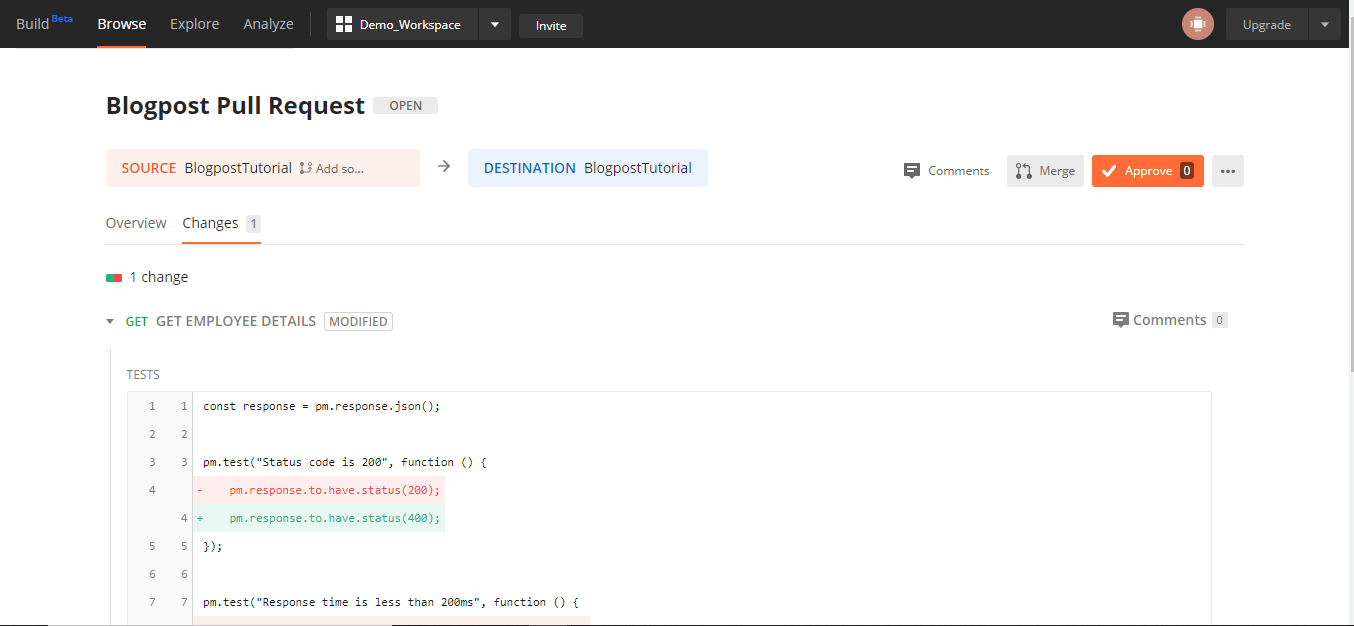 Build Beta Browse Explore Analyze Demo_Workspace Invite Upgrade
Blogpost Pull Request OPEN
SOURCE BlogpostTutorial Add so... → DESTINATION BlogpostTutorial Comments Merge Approve 0 ...
Overview Changes 1
1 change
GET GET EMPLOYEE DETAILS MODIFIED Comments 0
TESTS
1 1 const response = pm.response.json();
2 2
3 3 pm.test("Status code is 200", function () {
4 - pm.response.to.have.status(200);
4 + pm.response.to.have.status(400);
5 5 });
6 6
7 7 pm.test("Response time is less than 200ms", function () {